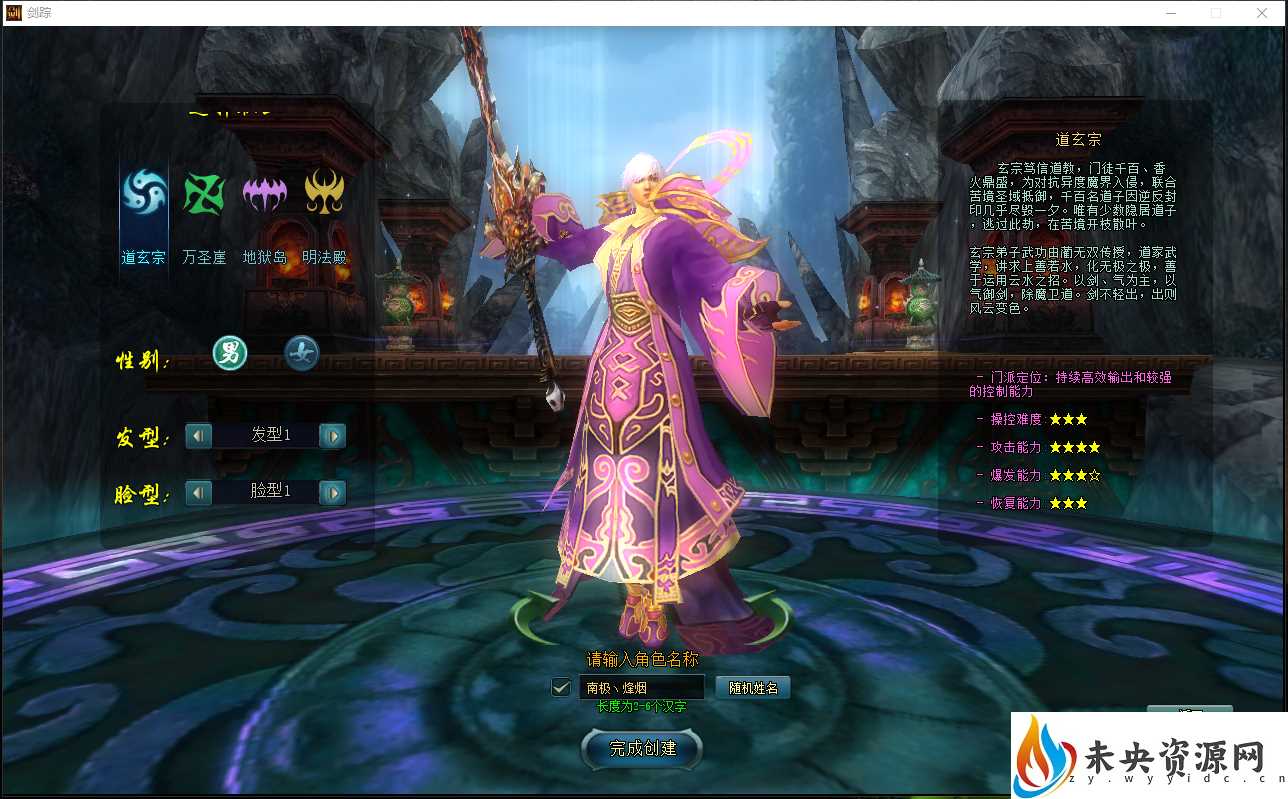 剑踪
道玄宗
万圣崖
地狱岛
明法殿
性别：
男
女
发型：
发型1
脸型：
脸型1
道玄宗
玄宗笃信道教，门徒千百、香
火鼎盛，为对抗异度魔界入侵，联合
苦境圣域抵御，千百名道子因逆反封
印几乎尽毁一夕。唯有少数隐居道子
，逃过此劫，在苦境开枝散叶。
玄宗弟子武功由蔺无双传授，道家武
学，讲求上善若水，化无极之极，善
于运用云水之招。以剑、气为主，以
气御剑，除魔卫道。剑不轻出，出则
风云变色。
- 门派定位：持续高效输出和较强
的控制能力
- 操控难度 ★★★
- 攻击能力 ★★★★
- 爆发能力 ★★★☆
- 恢复能力 ★★★
请输入角色名称
南极丶烽烟
随机姓名
长度为2-6个汉字
完成创建
未央资源网
zy.wyyidc.cn